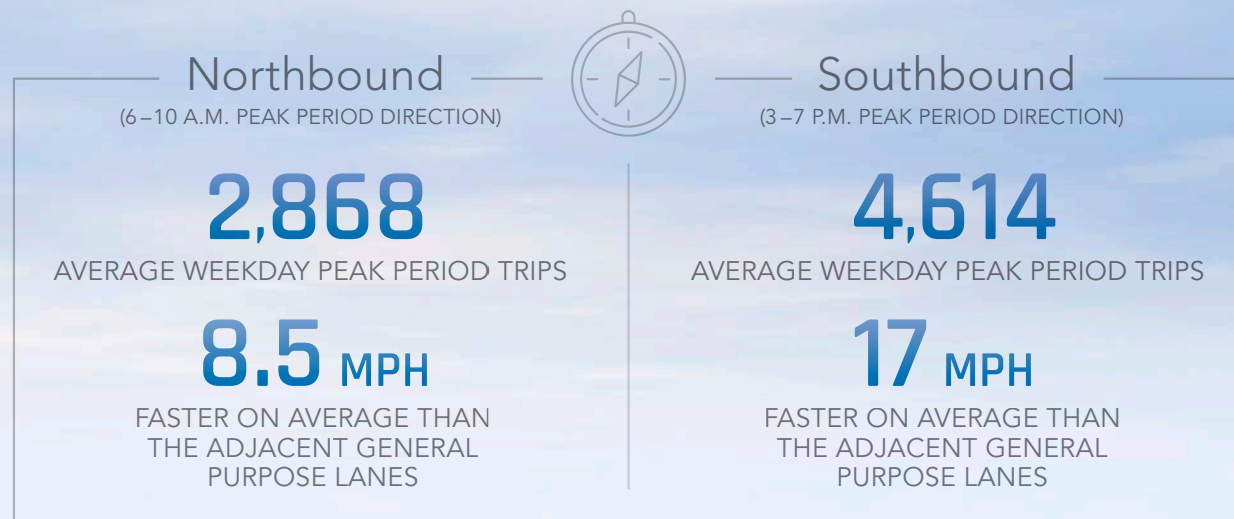 Northbound
(6–10 A.M. PEAK PERIOD DIRECTION)
2,868
AVERAGE WEEKDAY PEAK PERIOD TRIPS
8.5 MPH
FASTER ON AVERAGE THAN
THE ADJACENT GENERAL
PURPOSE LANES
Southbound
(3–7 P.M. PEAK PERIOD DIRECTION)
4,614
AVERAGE WEEKDAY PEAK PERIOD TRIPS
17 MPH
FASTER ON AVERAGE THAN
THE ADJACENT GENERAL
PURPOSE LANES